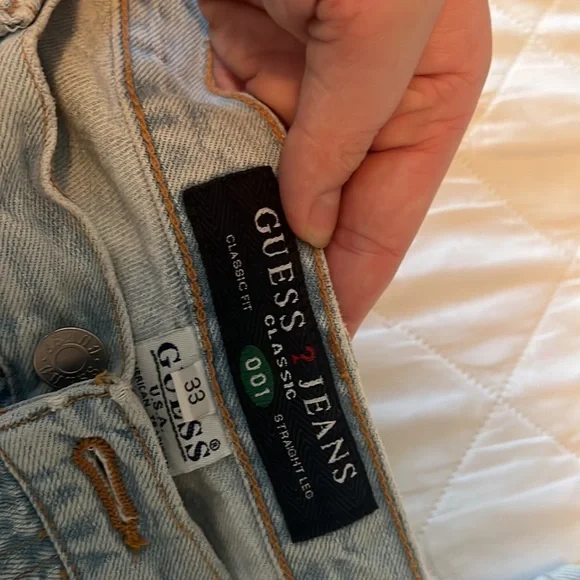 GUESS ? JEANS
CLASSIC
CLASSIC FIT
001
STRAIGHT LEG
GUESS®
U.S.A.
33